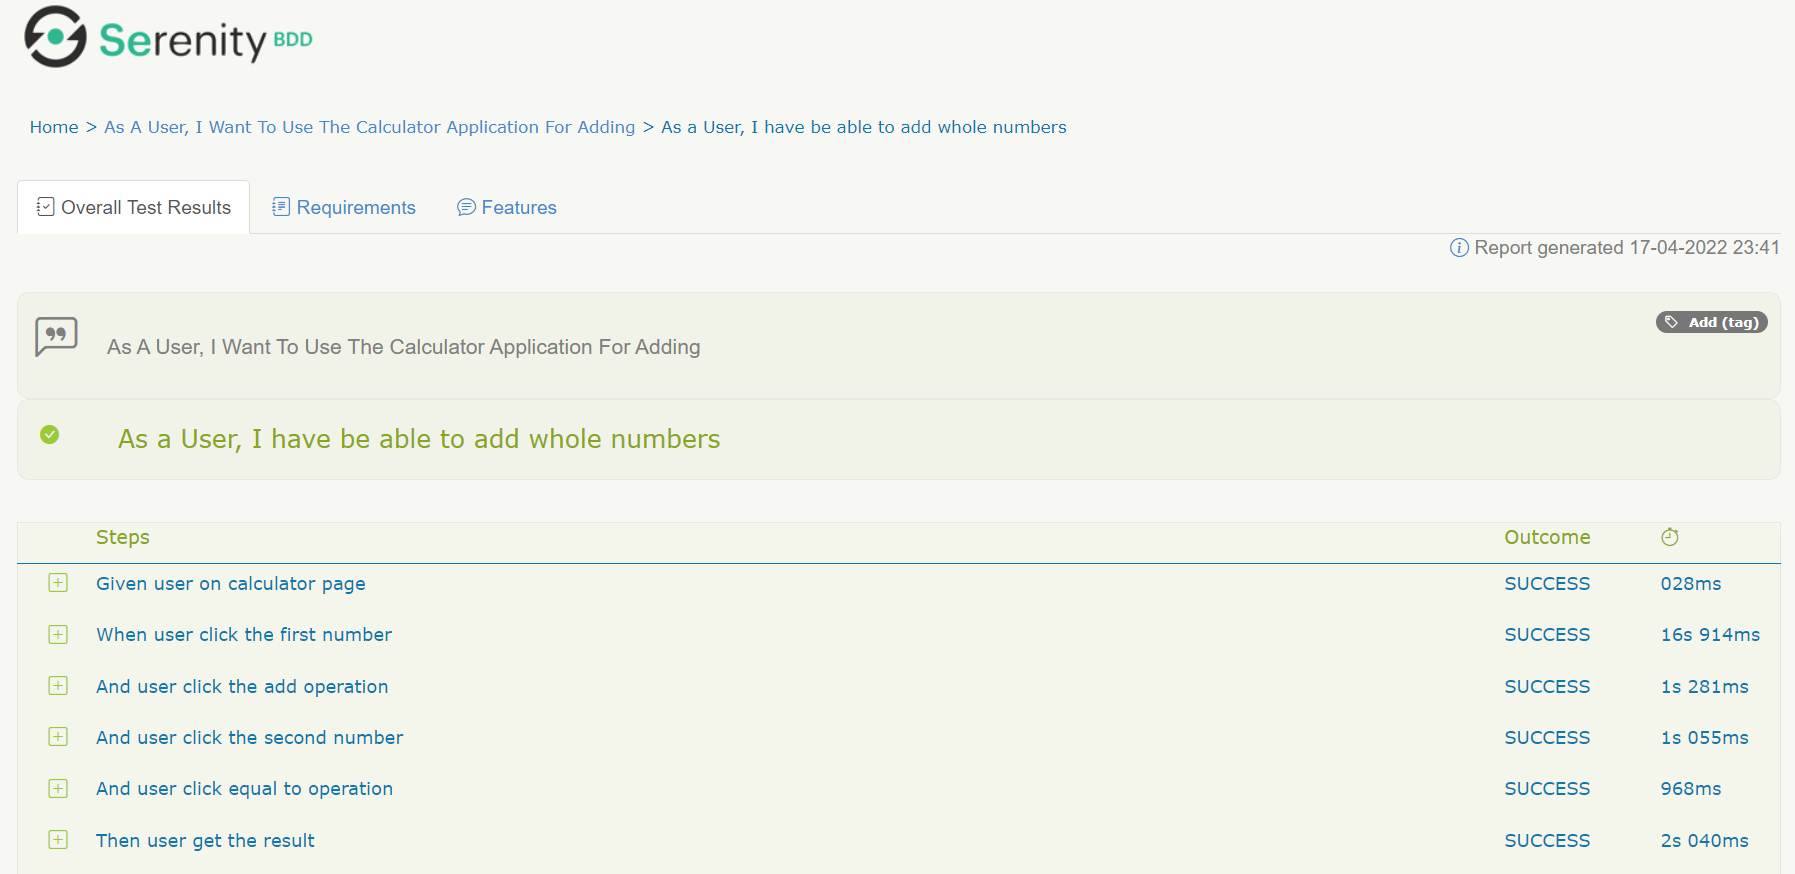 Serenity BDD
Home > As A User, I Want To Use The Calculator Application For Adding > As a User, I have be able to add whole numbers
Overall Test Results Requirements Features
Report generated 17-04-2022 23:41
Add (tag)
As A User, I Want To Use The Calculator Application For Adding
As a User, I have be able to add whole numbers
Steps Outcome
Given user on calculator page SUCCESS 028ms
When user click the first number SUCCESS 16s 914ms
And user click the add operation SUCCESS 1s 281ms
And user click the second number SUCCESS 1s 055ms
And user click equal to operation SUCCESS 968ms
Then user get the result SUCCESS 2s 040ms